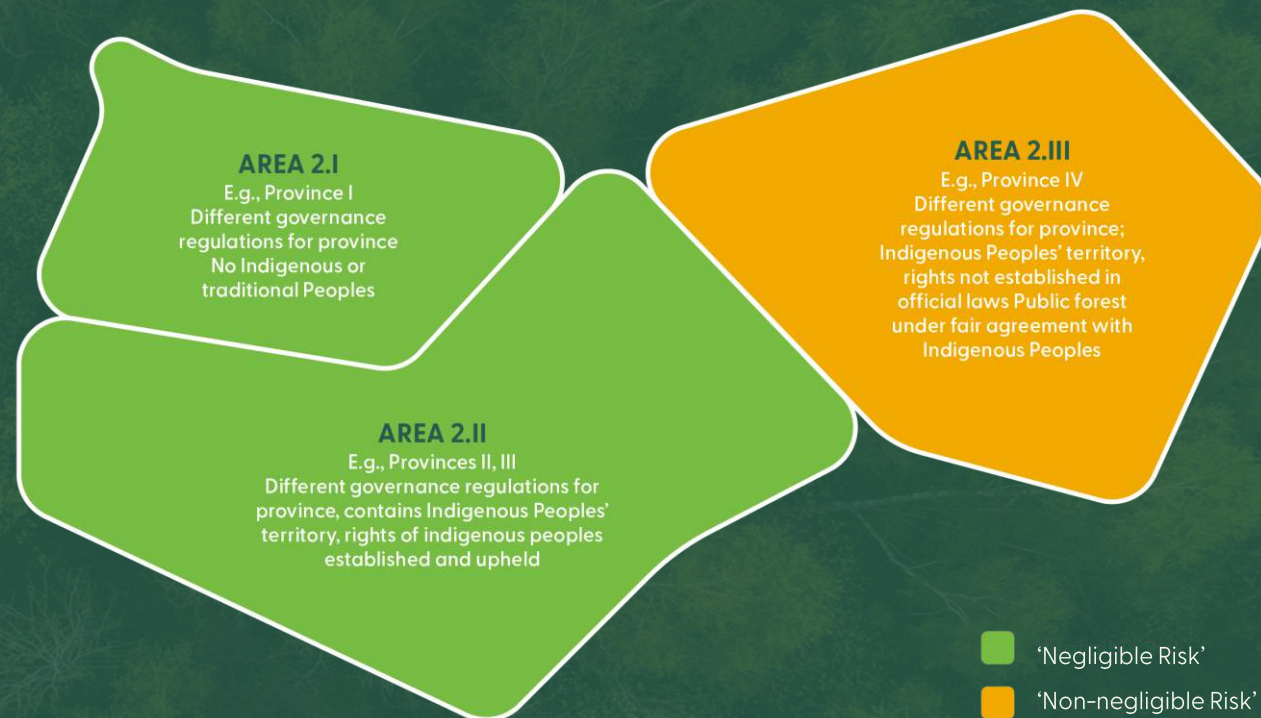 AREA 2.I
E.g., Province I
Different governance
regulations for province
No Indigenous or
traditional Peoples
AREA 2.II
E.g., Provinces II, III
Different governance regulations for
province, contains Indigenous Peoples’
territory, rights of indigenous peoples
established and upheld
AREA 2.III
E.g., Province IV
Different governance
regulations for province;
Indigenous Peoples’ territory,
rights not established in
official laws Public forest
under fair agreement with
Indigenous Peoples
‘Negligible Risk’
‘Non-negligible Risk’